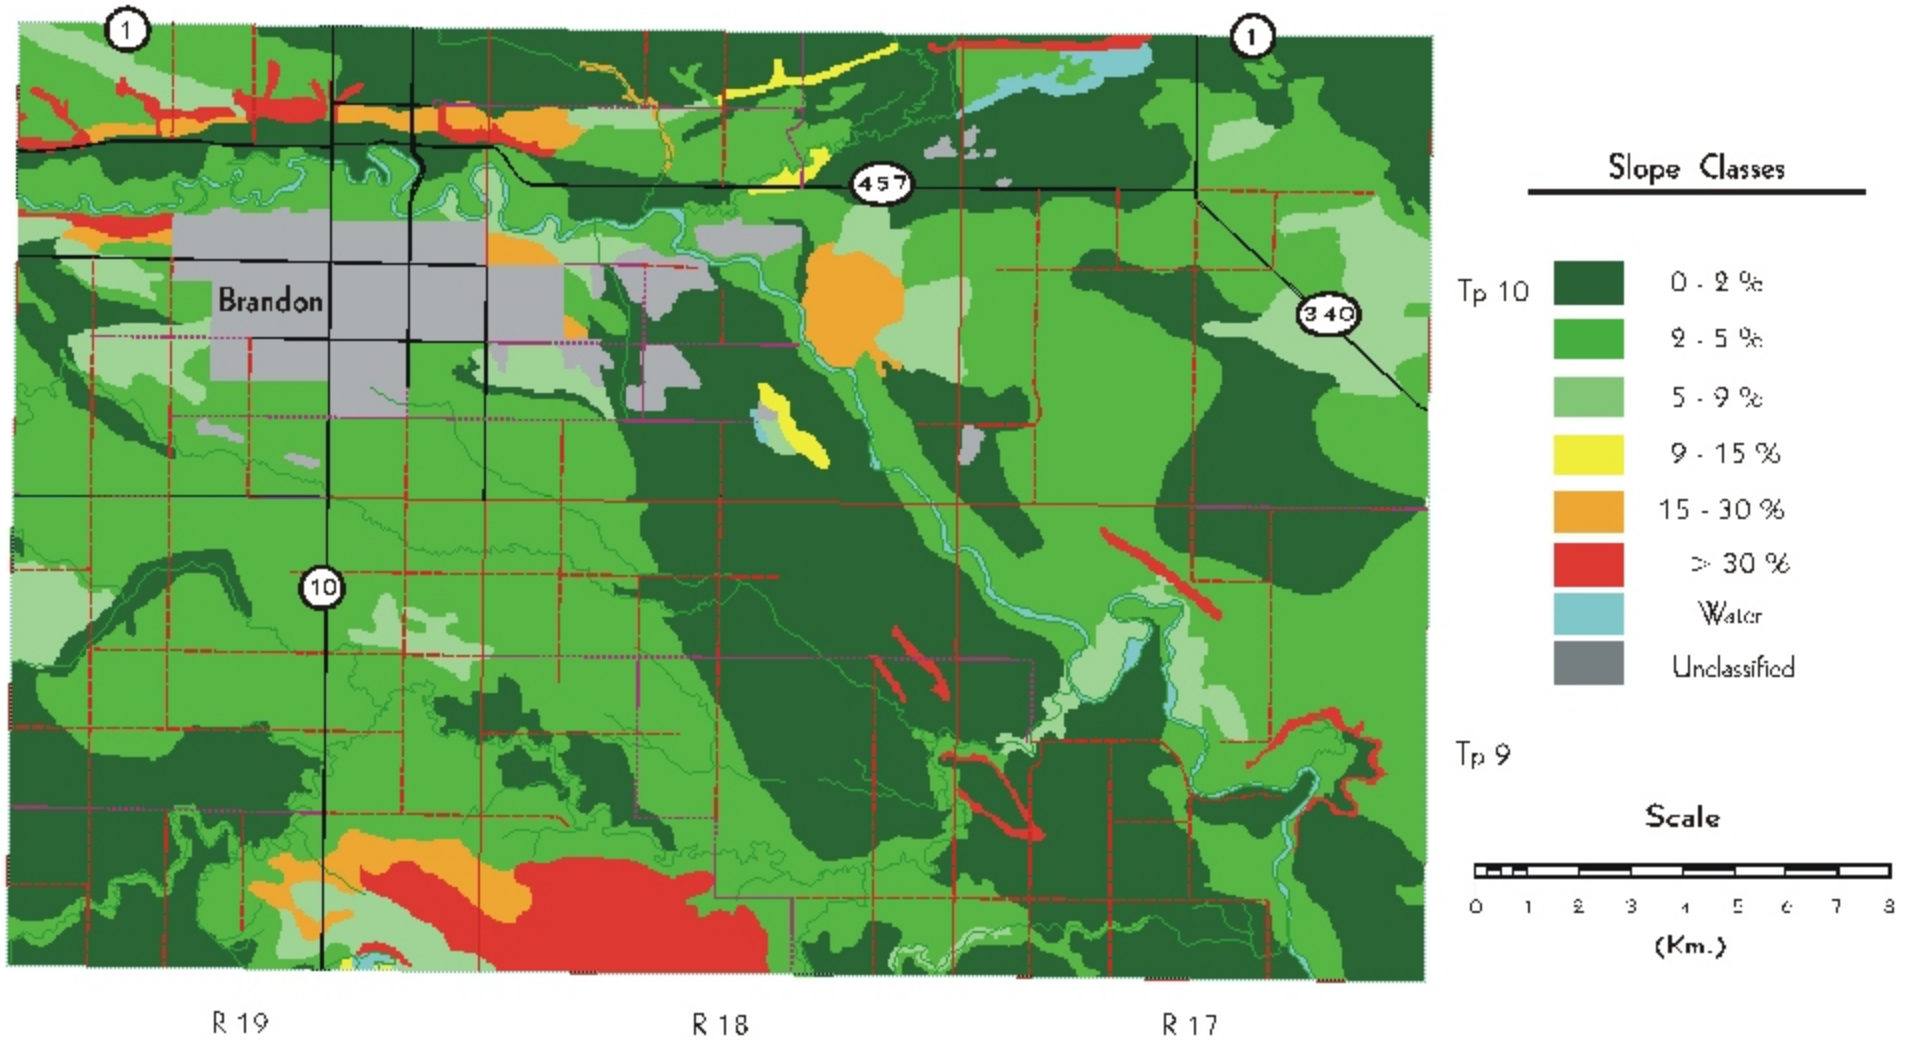 1
1
457
Slope Classes
Tp 10
0 - 2 %
Brandon
340
2 - 5 %
5 - 9 %
9 - 15 %
15 - 30 %
> 30 %
10
Water
Unclassified
Tp 9
Scale
0 1 2 3 4 5 6 7 8
(Km.)
R 19 R 18 R 17